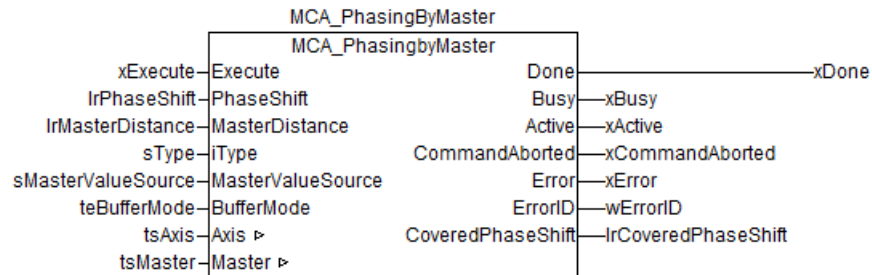 MCA_PhasingByMaster
MCA_PhasingbyMaster
xExecute Execute Done xDone
lrPhaseShift PhaseShift Busy xBusy
lrMasterDistance MasterDistance Active xActive
sType iType CommandAborted xCommandAborted
sMasterValueSource MasterValueSource Error xError
teBufferMode BufferMode ErrorID wErrorID
tsAxis Axis CoveredPhaseShift lrCoveredPhaseShift
tsMaster Master